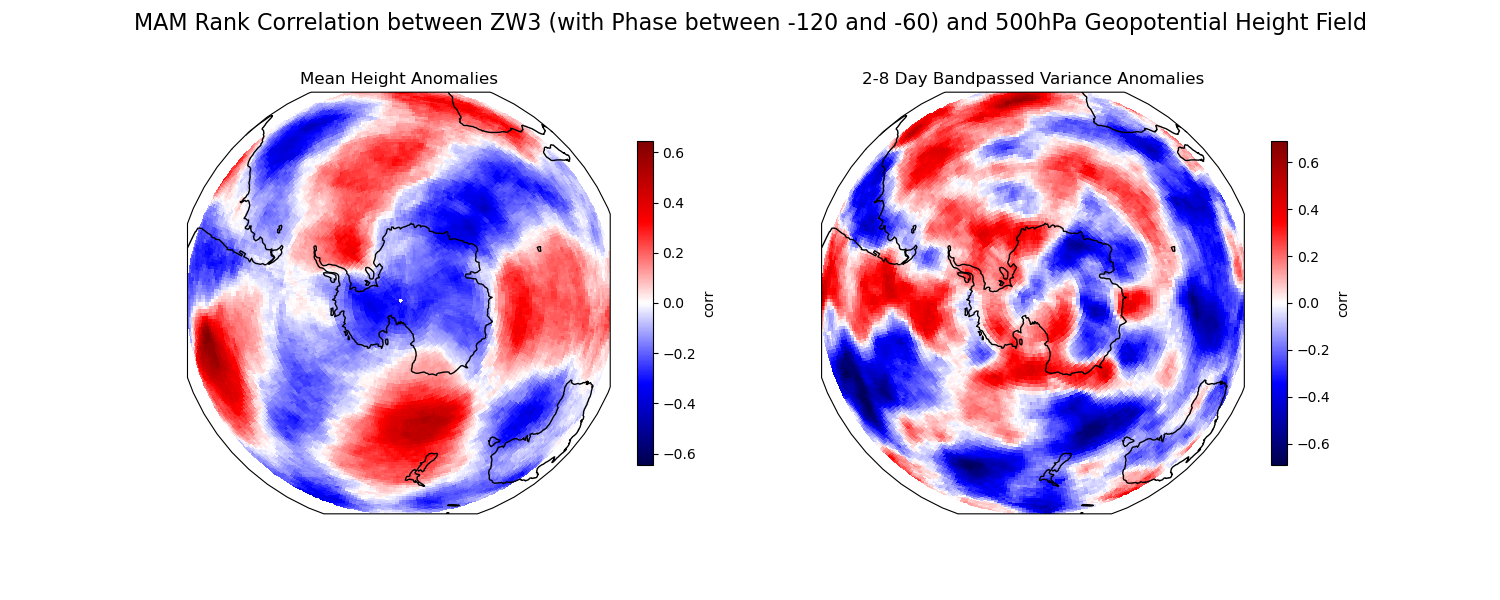 MAM Rank Correlation between ZW3 (with Phase between -120 and -60) and 500hPa Geopotential Height Field
Mean Height Anomalies
0.6
0.4
0.2
0.0
−0.2
−0.4
−0.6
corr
2-8 Day Bandpassed Variance Anomalies
0.6
0.4
0.2
0.0
−0.2
−0.4
−0.6
corr